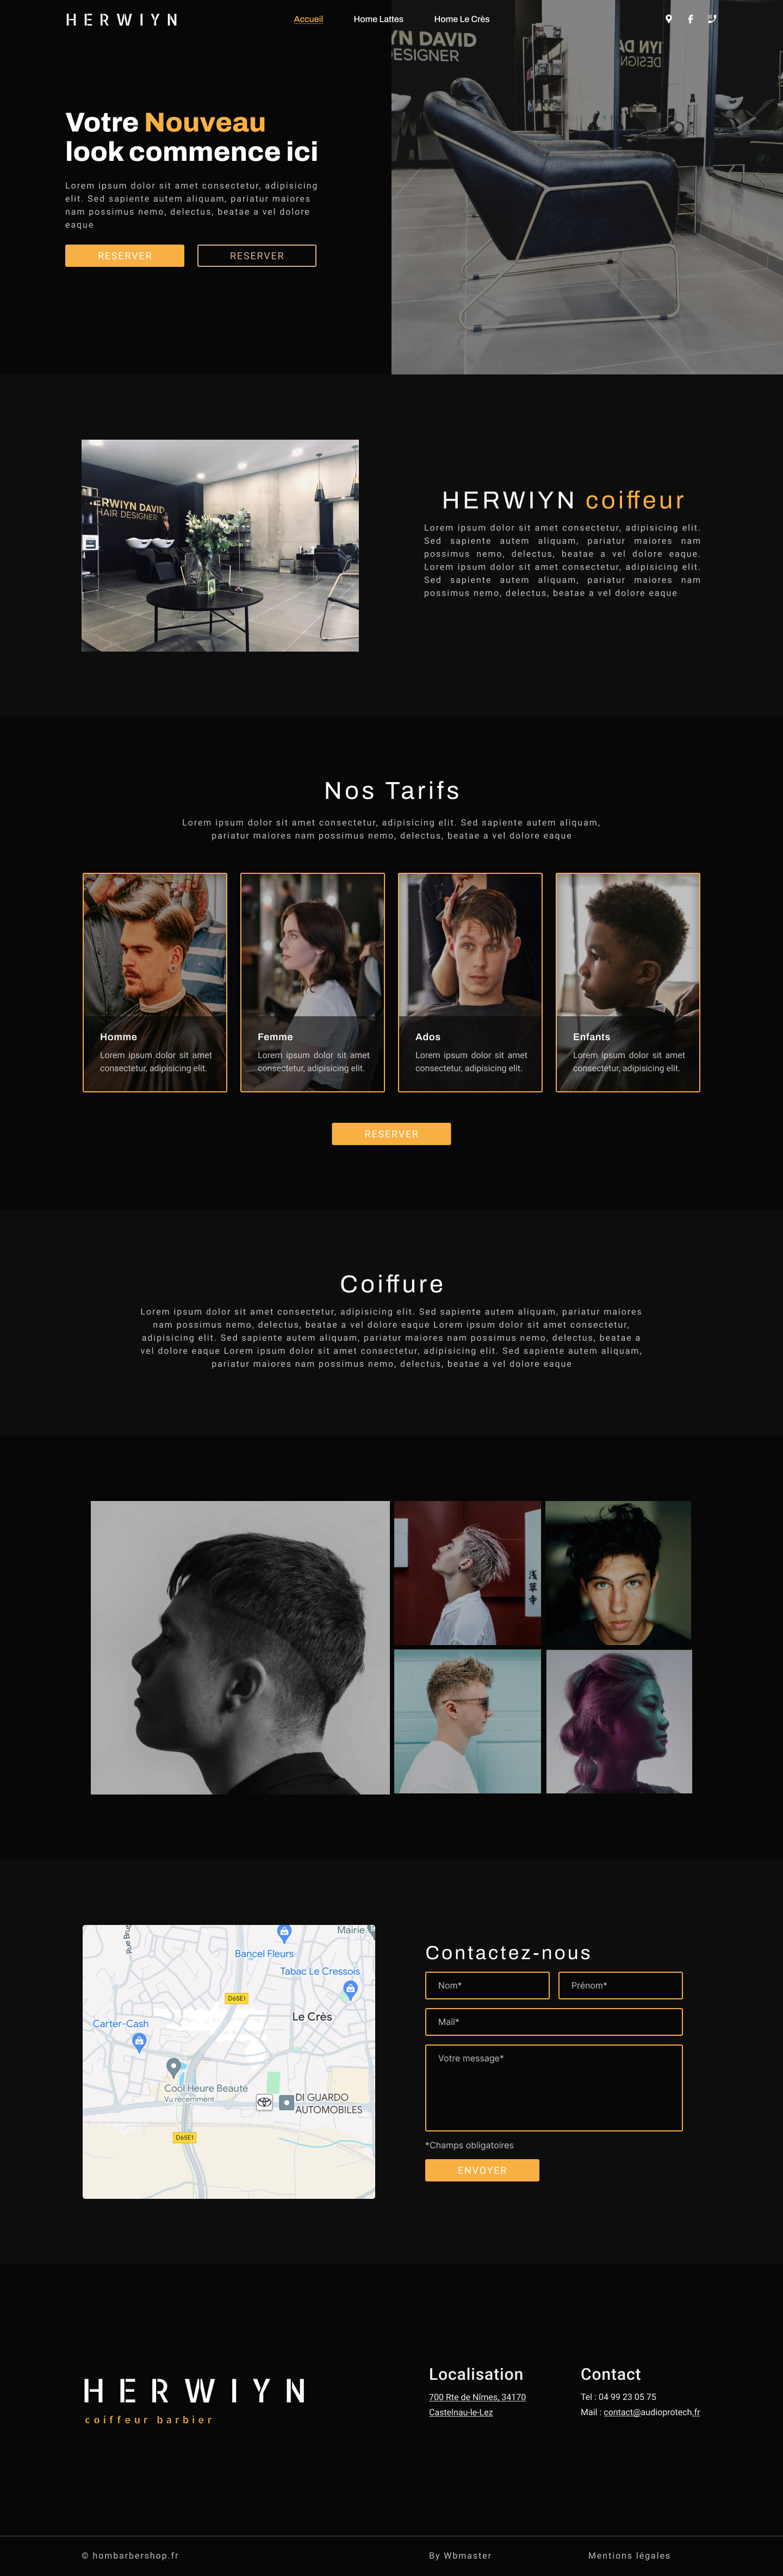 HERWIYN
Accueil
Home Lattes
Home Le Crès
YN DAVID
DESIGNER
Votre Nouveau
look commence ici
Lorem ipsum dolor sit amet consectetur, adipisicing
elit. Sed sapiente autem aliquam, pariatur maiores
nam possimus nemo, delectus, beatae a vel dolore
eaque
RESERVER
RESERVER
ERWIYN DAVID
HAIR DESIGNER
HERWIYN coiffeur
Lorem ipsum dolor sit amet consectetur, adipisicing elit.
Sed sapiente autem aliquam, pariatur maiores nam
possimus nemo, delectus, beatae a vel dolore eaque.
Lorem ipsum dolor sit amet consectetur, adipisicing elit.
Sed sapiente autem aliquam, pariatur maiores nam
possimus nemo, delectus, beatae a vel dolore eaque
Nos Tarifs
Lorem ipsum dolor sit amet consectetur, adipisicing elit. Sed sapiente autem aliquam,
pariatur maiores nam possimus nemo, delectus, beatae a vel dolore eaque
Homme
Lorem ipsum dolor sit amet
consectetur, adipisicing elit.
Femme
Lorem ipsum dolor sit amet
consectetur, adipisicing elit.
Ados
Lorem ipsum dolor sit amet
consectetur, adipisicing elit.
Enfants
Lorem ipsum dolor sit amet
consectetur, adipisicing elit.
RESERVER
Coiffure
Lorem ipsum dolor sit amet consectetur, adipisicing elit. Sed sapiente autem aliquam, pariatur maiores
nam possimus nemo, delectus, beatae a vel dolore eaque Lorem ipsum dolor sit amet consectetur,
adipisicing elit. Sed sapiente autem aliquam, pariatur maiores nam possimus nemo, delectus, beatae a
vel dolore eaque Lorem ipsum dolor sit amet consectetur, adipisicing elit. Sed sapiente autem aliquam,
pariatur maiores nam possimus nemo, delectus, beatae a vel dolore eaque
浅草寺
Rue Brug
Mairie
Bancel Fleurs
Tabac Le Cressois
D65E1
Le Crès
Carter-Cash
Cool Heure Beauté
Vu récemment
DI GUARDO
AUTOMOBILES
D65E1
Contactez-nous
Nom*
Prénom*
Mail*
Votre message*
*Champs obligatoires
ENVOYER
HERWIYN
coiffeur barbier
Localisation
700 Rte de Nîmes, 34170
Castelnau-le-Lez
Contact
Tel : 04 99 23 05 75
Mail : contact@audioprotech.fr
© hombarbershop.fr
By Wbmaster
Mentions légales